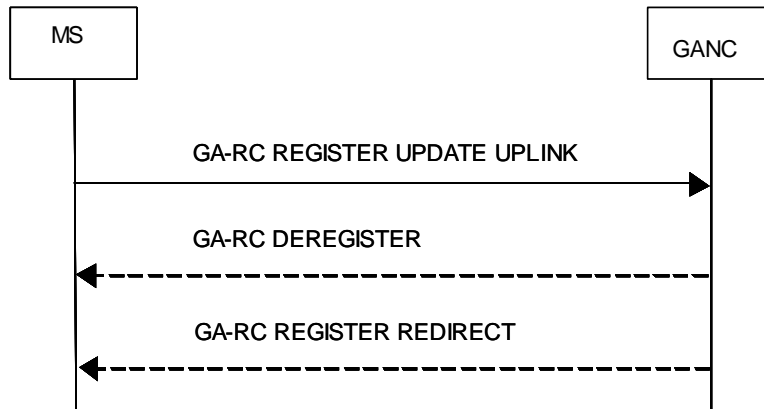 MS
GANC
GA-RC REGISTER UPDATE UPLINK
GA-RC DEREGISTER
GA-RC REGISTER REDIRECT